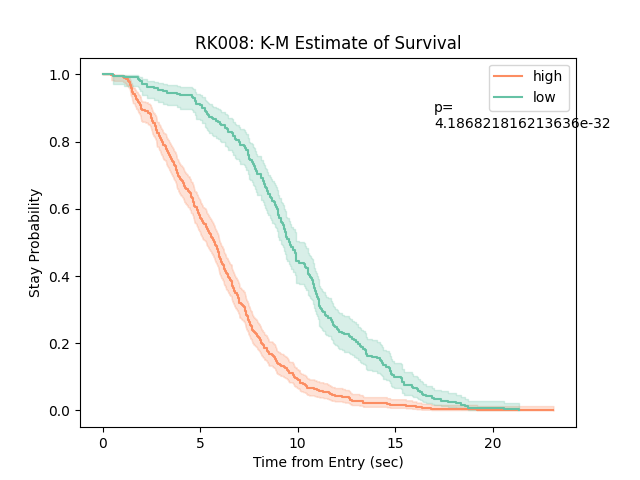 RK008: K-M Estimate of Survival
high
low
p=
4.186821816213636e-32
Stay Probability
1.0
0.8
0.6
0.4
0.2
0.0
0
5
10
15
20
Time from Entry (sec)